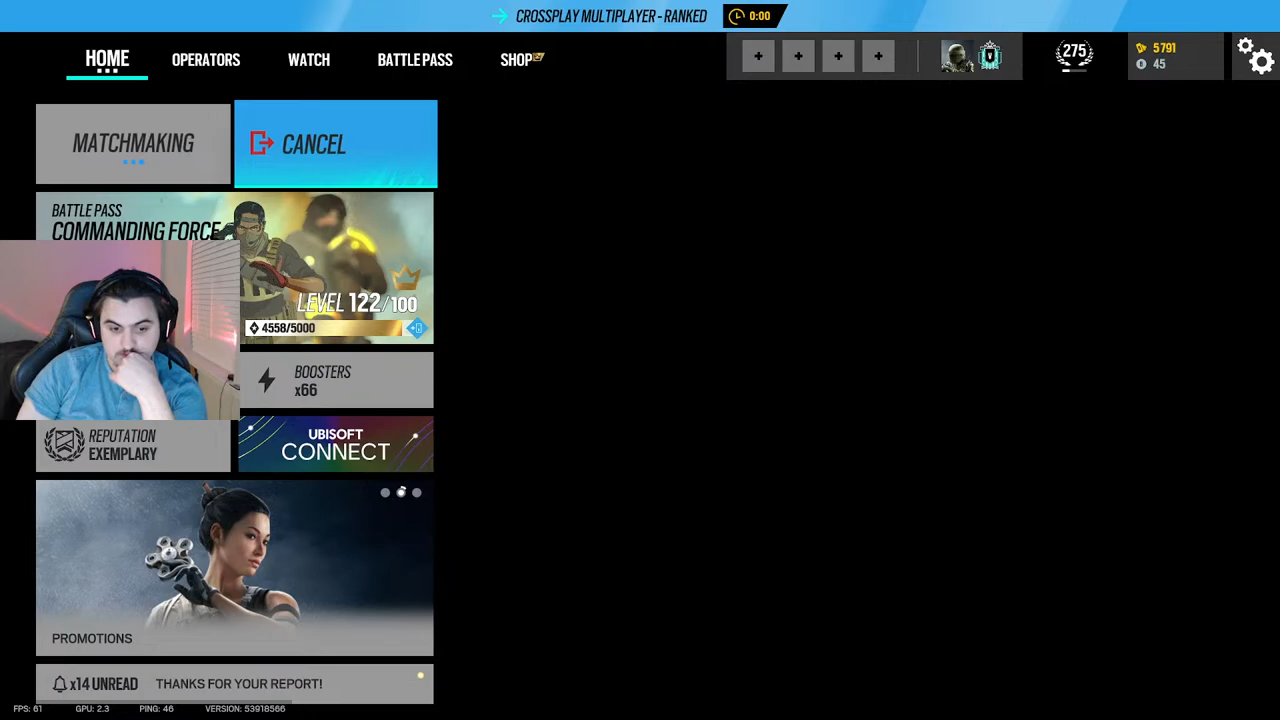 CROSSPLAY MULTIPLAYER - RANKED 0:00
HOME OPERATORS WATCH BATTLE PASS SHOP
275
5791
45
MATCHMAKING
CANCEL
BATTLE PASS
COMMANDING FORCE
LEVEL 122/100
4558/5000
BOOSTERS
x66
REPUTATION
EXEMPLARY
UBISOFT
CONNECT
PROMOTIONS
x14 UNREAD THANKS FOR YOUR REPORT!
FPS: 61 GPU: 2.3 PING: 46 VERSION: 53918566